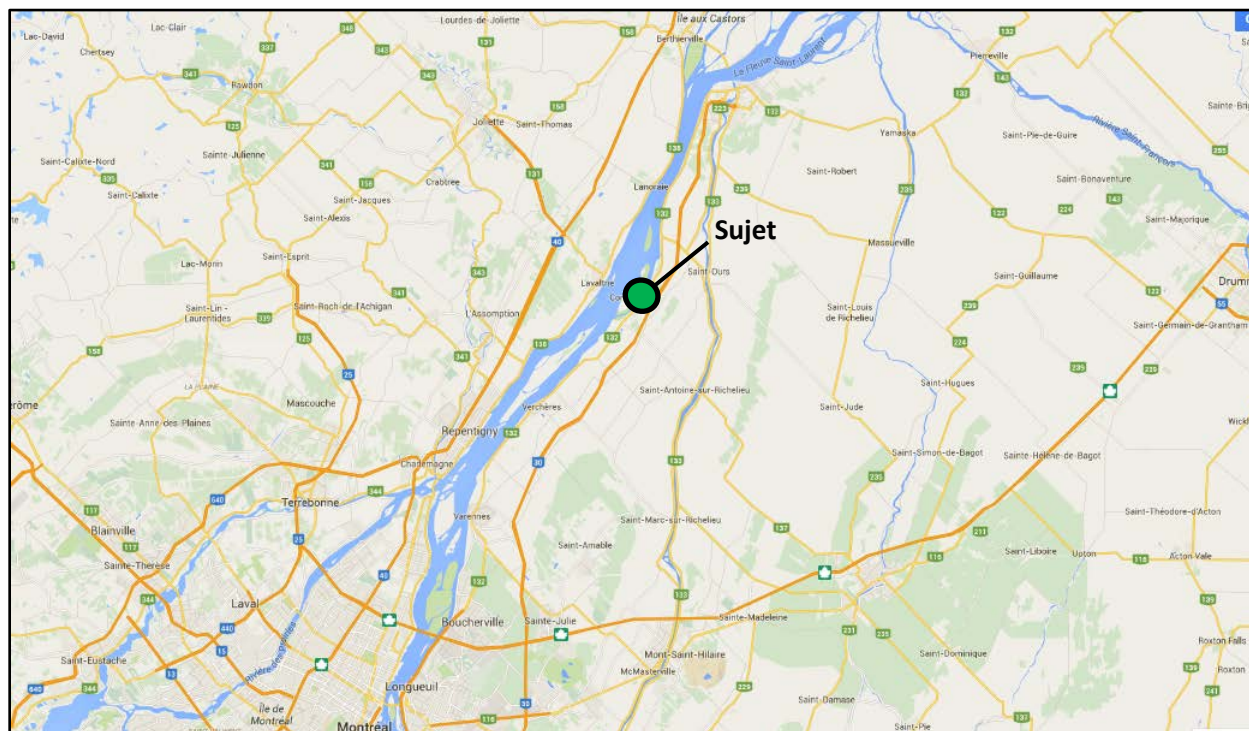 Lac-David
Lac-Clair
Chertsey
Lourdes-de-Joliette
Île aux Castors
Berthierville
Le Fleuve Saint-Laurent
Pierreville
Rawdon
Joliette
Saint-Thomas
Yamaska
Saint-Pie-de-Guire
Rivière Saint-François
Sainte-Julienne
Saint-Calixte-Nord
Saint-Calixte
Crabtree
Saint-Jacques
Saint-Alexis
Lanoraie
Saint-Robert
Saint-Bonaventure
Saint-Majorique
Sujet
Massueville
Lac-Morin
Saint-Esprit
Lavaltrie
Saint-Ours
Saint-Guillaume
Saint-Lin -
Laurentides
Saint-Roch-de-l'Achigan
L'Assomption
Saint-Louis
de Richelieu
Saint-Germain-de-Grantham
LA PLAINE
Mascouche
Saint-Antoine-sur-Richelieu
Saint-Hugues
Sainte-Anne-des-Plaines
Verchères
Saint-Jude
Repentigny
Saint-Simon-de-Bagot
Sainte-Hélène-de-Bagot
Charlemagne
Terrebonne
Blainville
Varennes
Saint-Marc-sur-Richelieu
Saint-Théodore-d'Acton
Saint-Amable
Saint-Liboire
Upton
Acton Vale
Sainte-Thérèse
Laval
Boucherville
Sainte-Julie
Sainte-Madeleine
Rivière des Prairies
Saint-Eustache
Mont-Saint-Hilaire
McMasterville
Saint-Dominique
Roxton Falls
Roxton
Longueuil
Île de
Montréal
Montréal
Saint-Damase
Saint-Pie